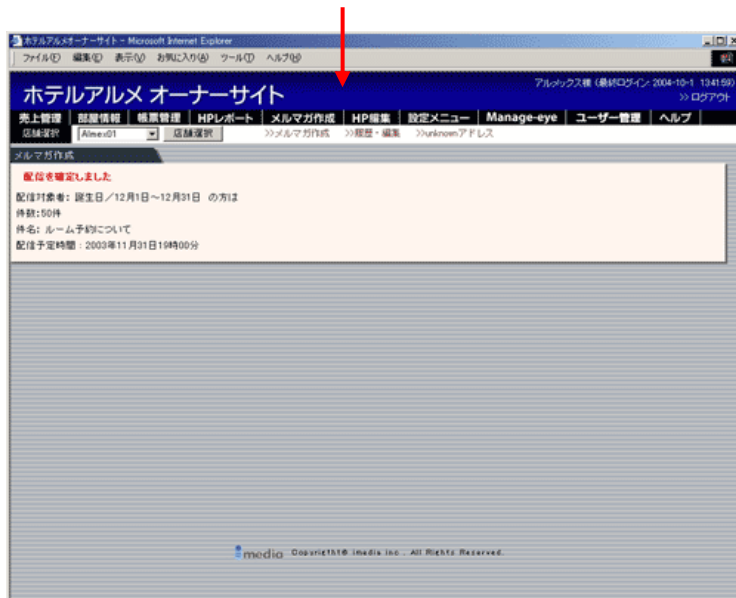 ホテルアルメオーナーサイト - Microsoft Internet Explorer
ファイル(F) 編集(E) 表示(V) お気に入り(A) ツール(T) ヘルプ(H)
ホテルアルメ オーナーサイト
アルメックス様 (最終ログイン: 2004-10-1 13:41:59)
>> ログアウト
売上管理 部屋情報 帳票管理 HPレポート メルマガ作成 HP編集 設定メニュー Manage-eye ユーザー管理 ヘルプ
店舗選択 Almex01 店舗選択 >>メルマガ作成 >>履歴・編集 >>unknownアドレス
メルマガ作成
配信を確定しました
配信対象者: 誕生日/12月1日~12月31日 の方は
件数:50件
件名: ルーム予約について
配信予定時間:2003年11月31日19時00分
imedia Copyright© imedia inc . All Rights Reserved.